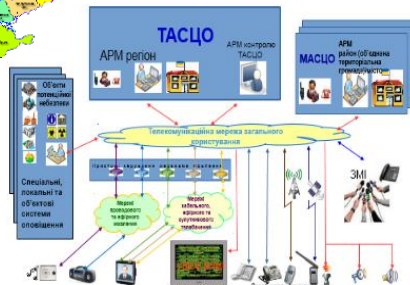 ТАСЦО
АРМ регіон
АРМ контролю
ТАСЦО
МАСЦО
АРМ
район (об'єднана
територіальна
громада)/місто
Об'єкти
потенційної
небезпеки
Спеціальні,
локальні та
об'єктові
системи
оповіщення
Телекомунікаційна мережа загального
користування
Мережі
проводового
та ефірного
мовлення
Мережі
кабельного,
ефірного та
супутникового
телебачення
ЗМІ